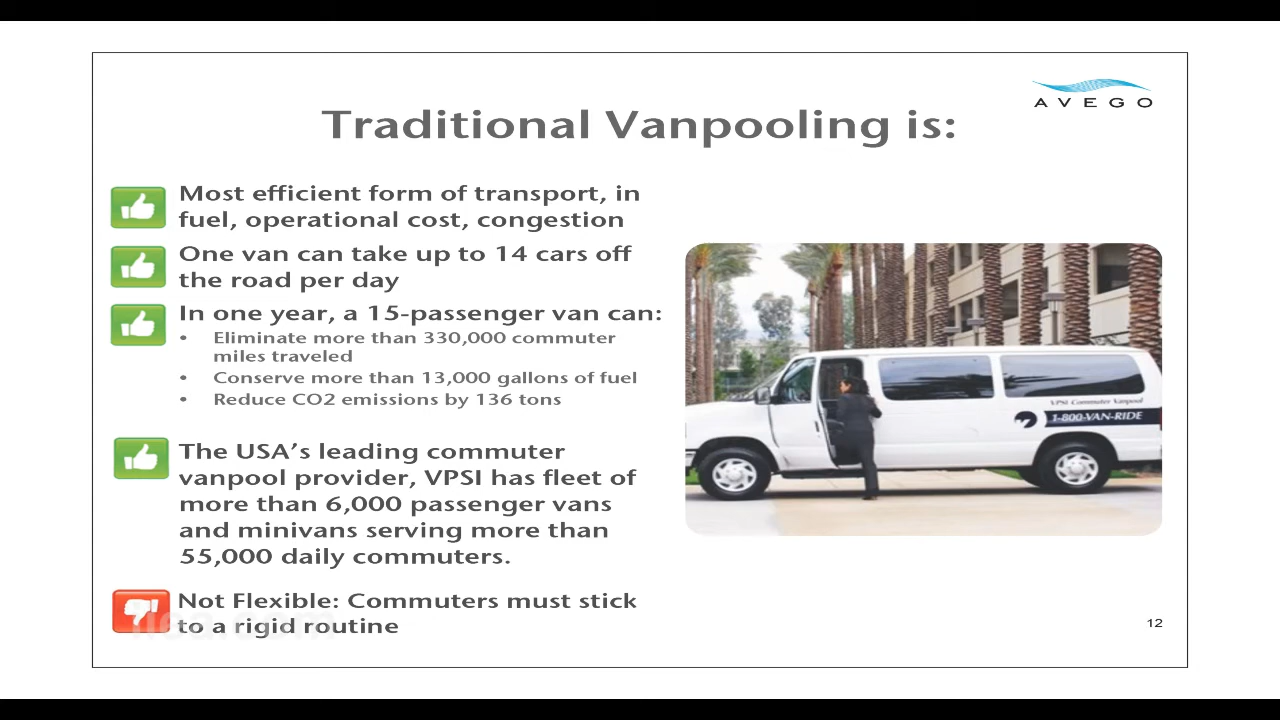 AVEGO
Traditional Vanpooling is:
Most efficient form of transport, in
fuel, operational cost, congestion
One van can take up to 14 cars off
the road per day
In one year, a 15-passenger van can:
• Eliminate more than 330,000 commuter
miles traveled
• Conserve more than 13,000 gallons of fuel
• Reduce CO2 emissions by 136 tons
The USA's leading commuter
vanpool provider, VPSI has fleet of
more than 6,000 passenger vans
and minivans serving more than
55,000 daily commuters.
Not Flexible: Commuters must stick
to a rigid routine
VPSI Commuter Vanpool
1-800-VAN-RIDE
12